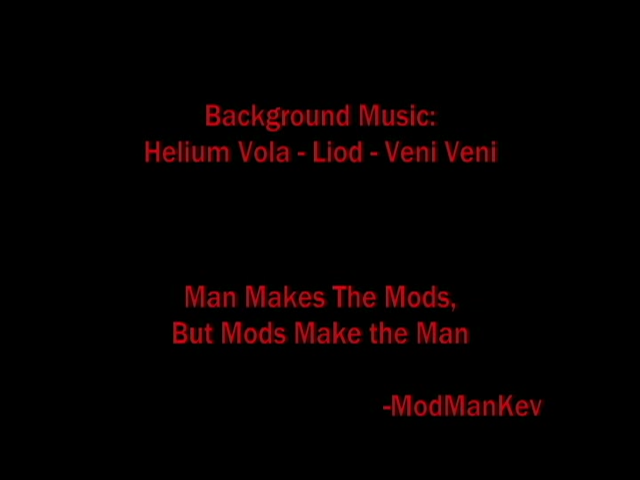 Background Music:
Helium Vola - Liod - Veni Veni
Man Makes The Mods,
But Mods Make the Man
-ModManKev